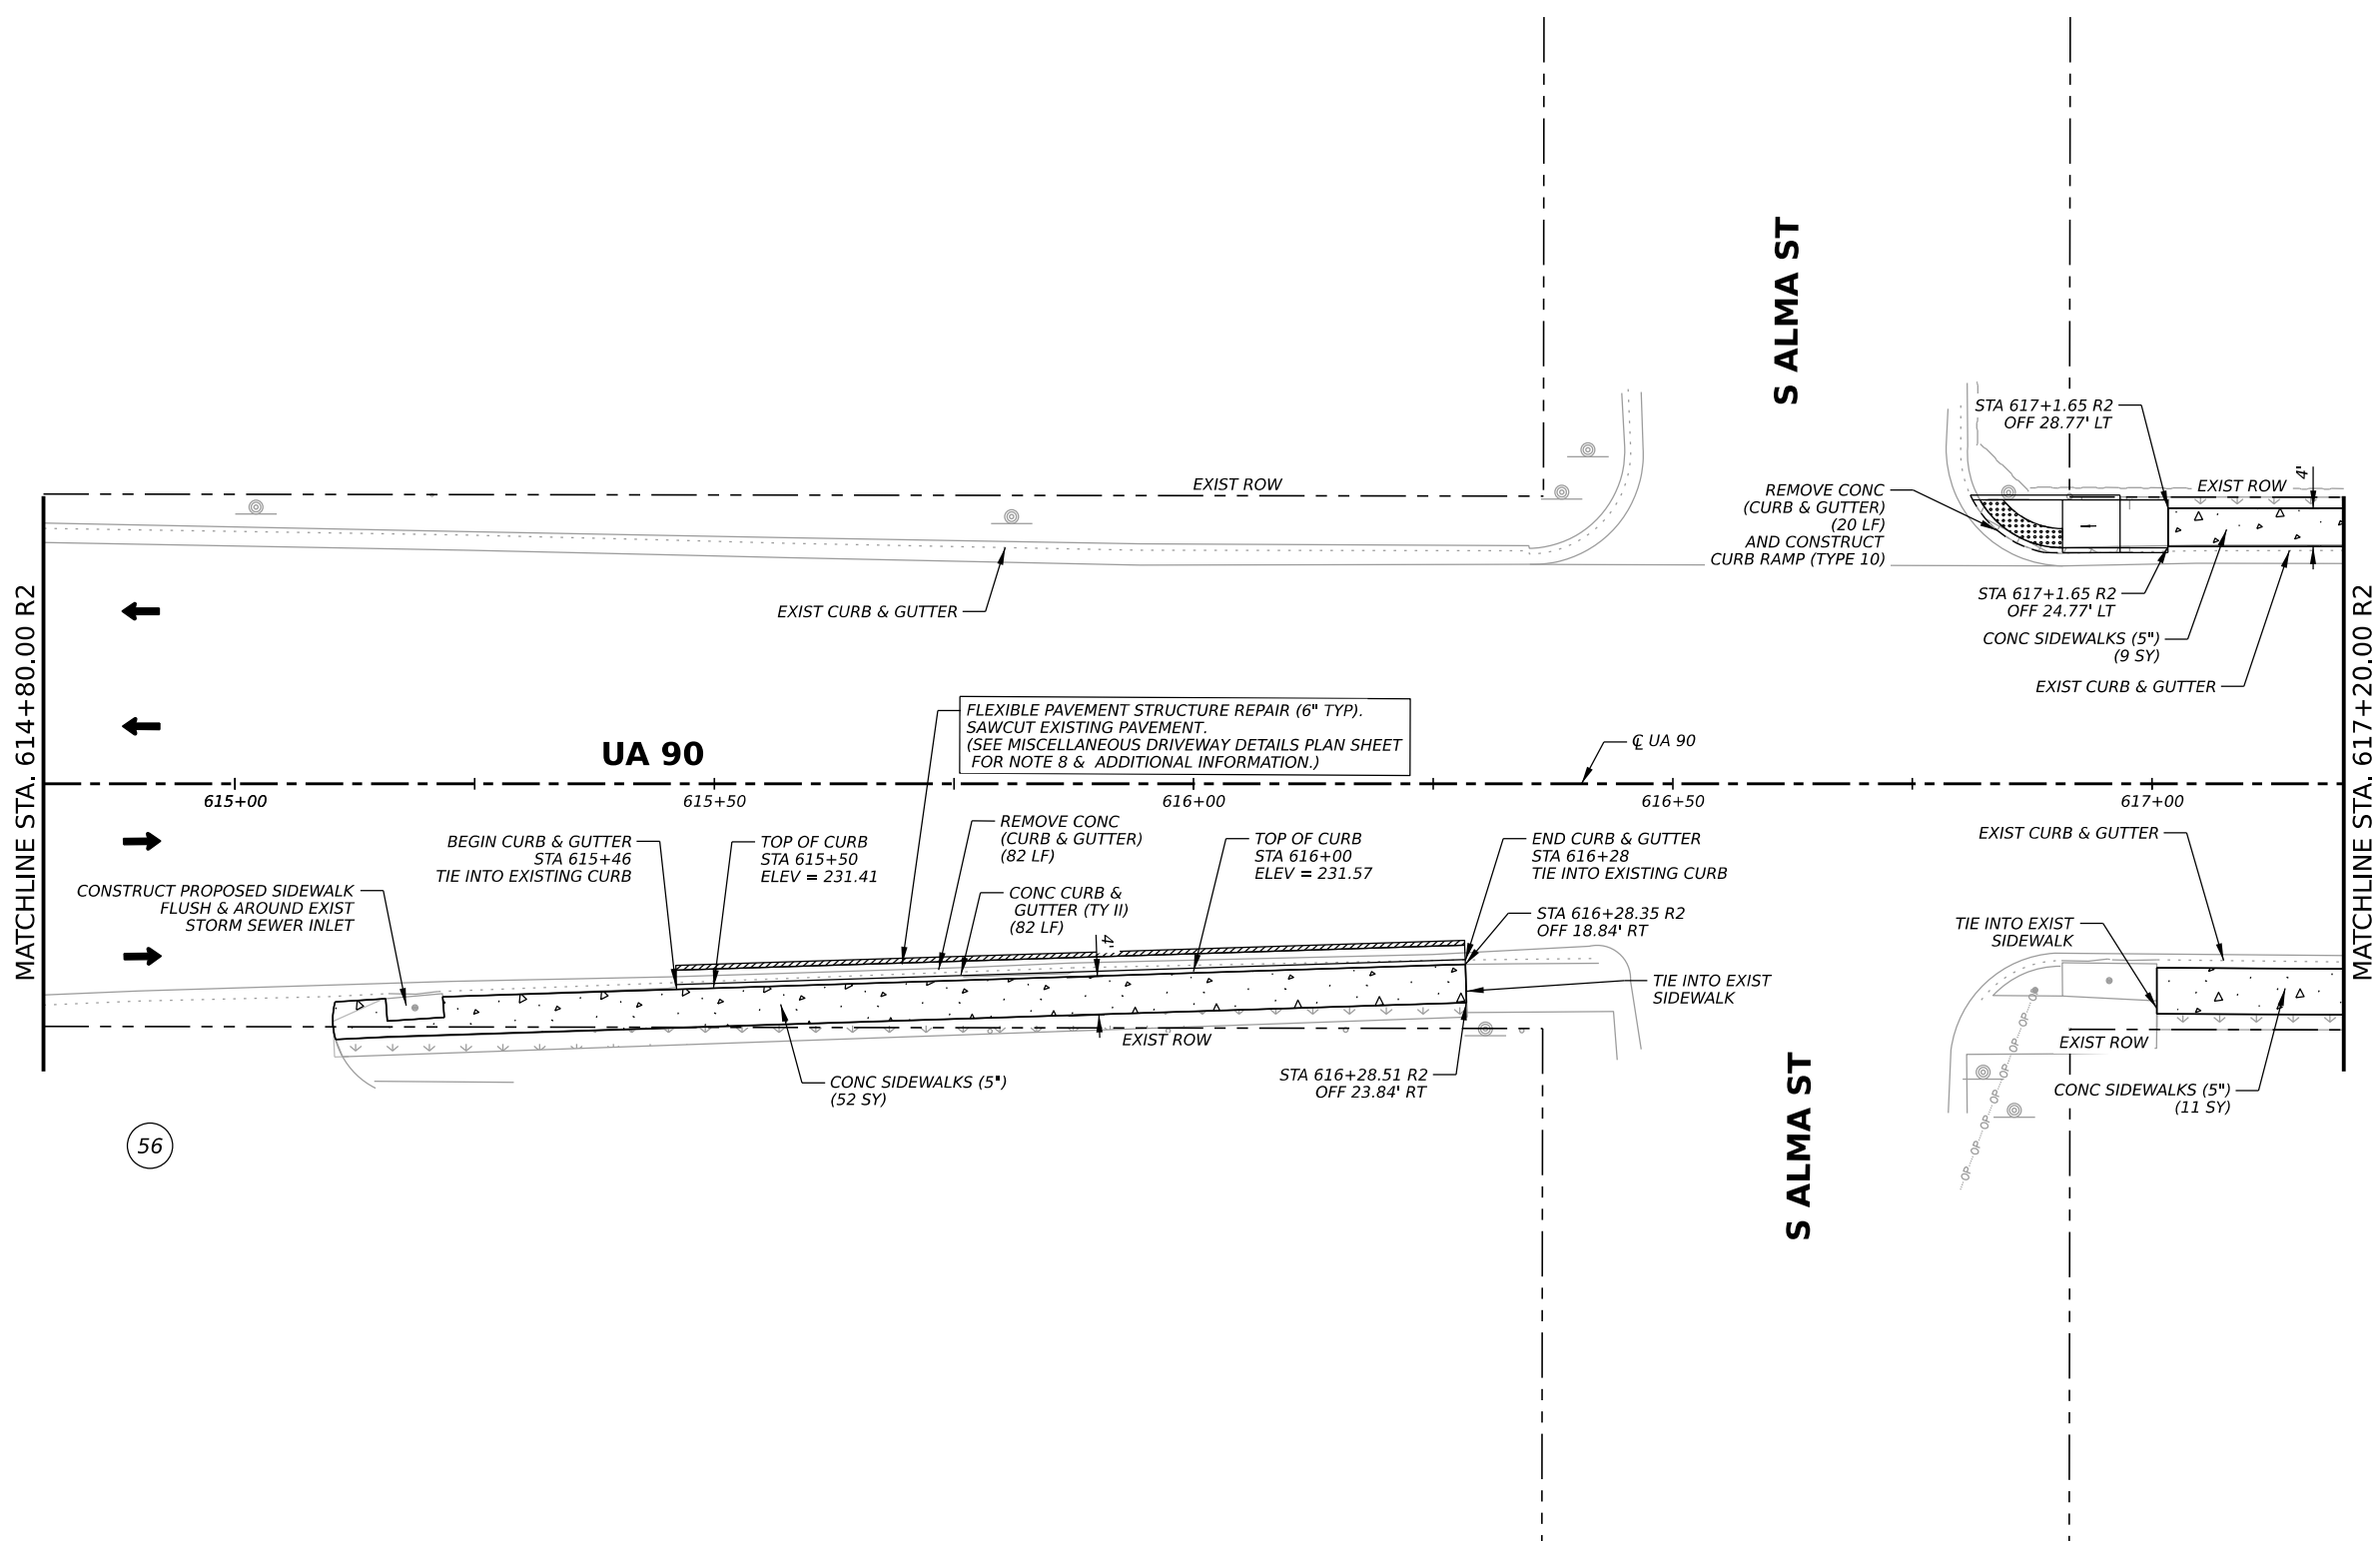 S ALMA ST
STA 617+1.65 R2
OFF 28.77' LT
4'
EXIST ROW
EXIST ROW
REMOVE CONC
(CURB & GUTTER)
(20 LF)
AND CONSTRUCT
CURB RAMP (TYPE 10)
EXIST CURB & GUTTER
STA 617+1.65 R2
OFF 24.77' LT
CONC SIDEWALKS (5")
(9 SY)
EXIST CURB & GUTTER
MATCHLINE STA. 614+80.00 R2
MATCHLINE STA. 617+20.00 R2
FLEXIBLE PAVEMENT STRUCTURE REPAIR (6" TYP).
SAWCUT EXISTING PAVEMENT.
(SEE MISCELLANEOUS DRIVEWAY DETAILS PLAN SHEET
FOR NOTE 8 & ADDITIONAL INFORMATION.)
UA 90
℄ UA 90
615+00
615+50
616+00
616+50
617+00
BEGIN CURB & GUTTER
STA 615+46
TIE INTO EXISTING CURB
TOP OF CURB
STA 615+50
ELEV = 231.41
REMOVE CONC
(CURB & GUTTER)
(82 LF)
TOP OF CURB
STA 616+00
ELEV = 231.57
END CURB & GUTTER
STA 616+28
TIE INTO EXISTING CURB
EXIST CURB & GUTTER
CONSTRUCT PROPOSED SIDEWALK
FLUSH & AROUND EXIST
STORM SEWER INLET
CONC CURB &
GUTTER (TY II)
(82 LF)
4'
STA 616+28.35 R2
OFF 18.84' RT
TIE INTO EXIST
SIDEWALK
TIE INTO EXIST
SIDEWALK
EXIST ROW
EXIST ROW
CONC SIDEWALKS (5")
(52 SY)
STA 616+28.51 R2
OFF 23.84' RT
CONC SIDEWALKS (5")
(11 SY)
OP
OP
OP
OP
OP
OP
OP
OP
S ALMA ST
56